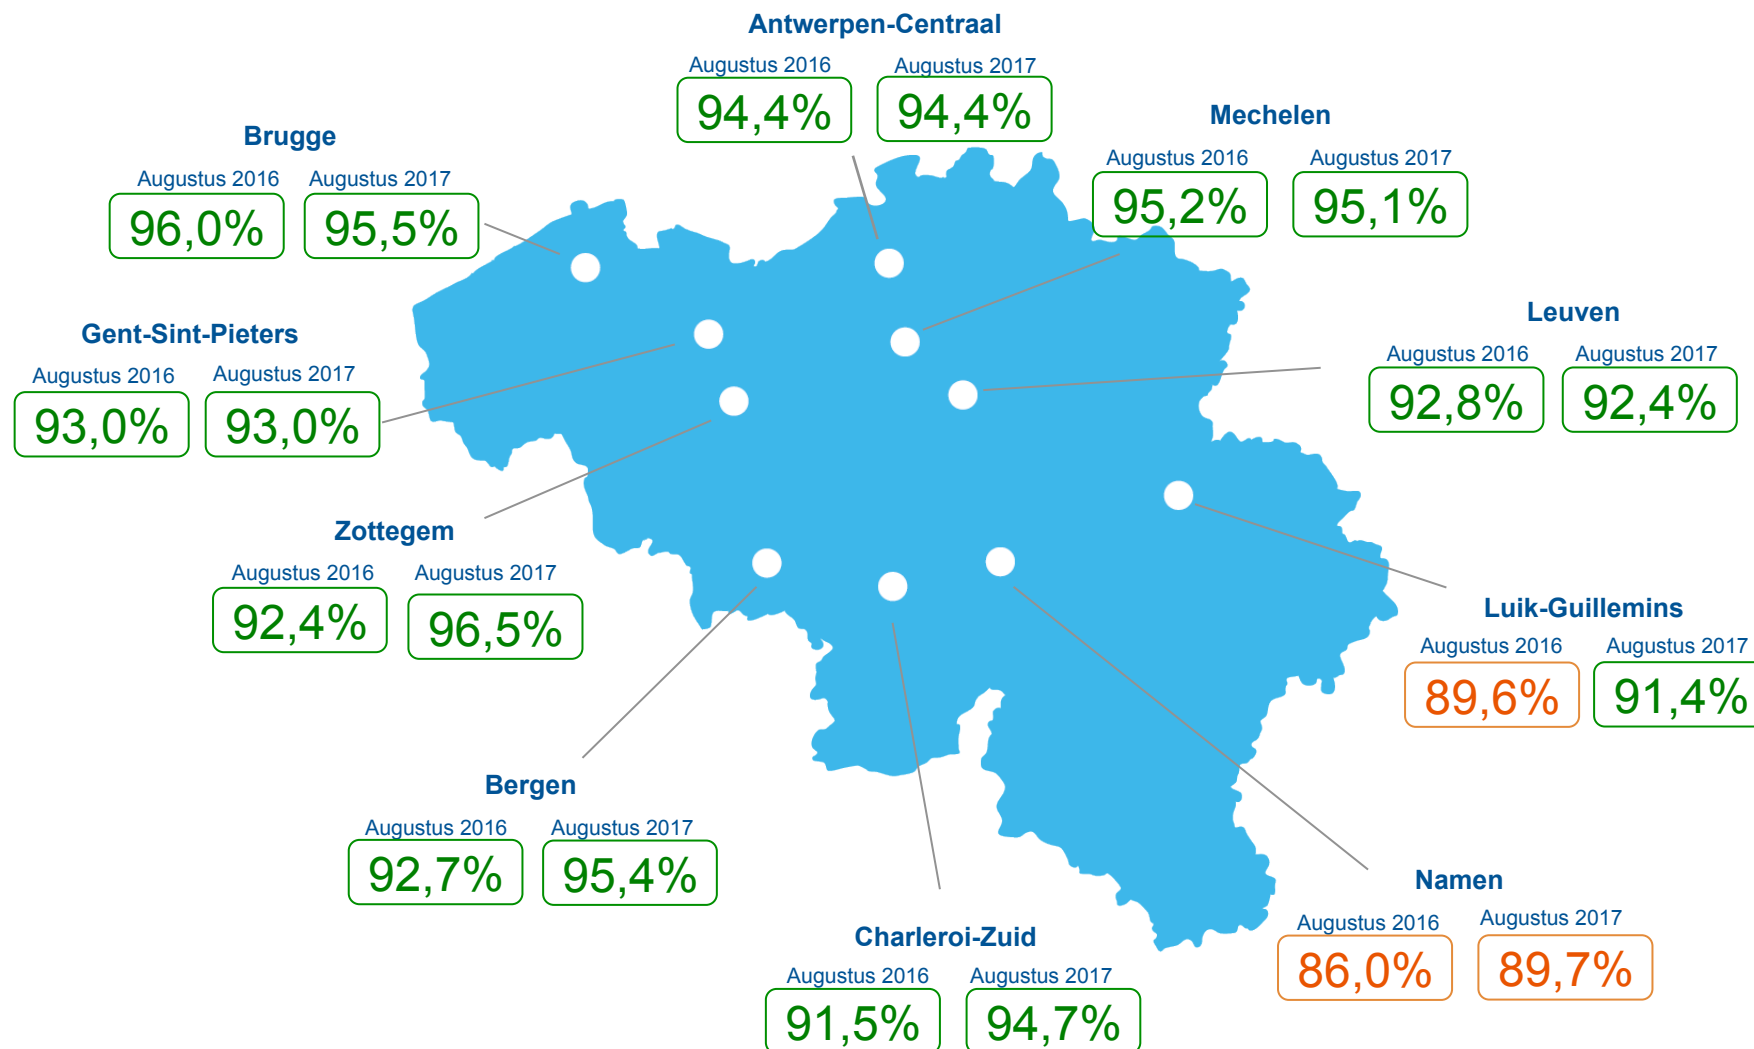 Antwerpen-Centraal
Augustus 2016 Augustus 2017
94,4% 94,4%
Mechelen
Augustus 2016 Augustus 2017
95,2% 95,1%
Brugge
Augustus 2016 Augustus 2017
96,0% 95,5%
Leuven
Augustus 2016 Augustus 2017
92,8% 92,4%
Gent-Sint-Pieters
Augustus 2016 Augustus 2017
93,0% 93,0%
Zottegem
Augustus 2016 Augustus 2017
92,4% 96,5%
Luik-Guillemins
Augustus 2016 Augustus 2017
89,6% 91,4%
Bergen
Augustus 2016 Augustus 2017
92,7% 95,4%
Namen
Augustus 2016 Augustus 2017
86,0% 89,7%
Charleroi-Zuid
Augustus 2016 Augustus 2017
91,5% 94,7%